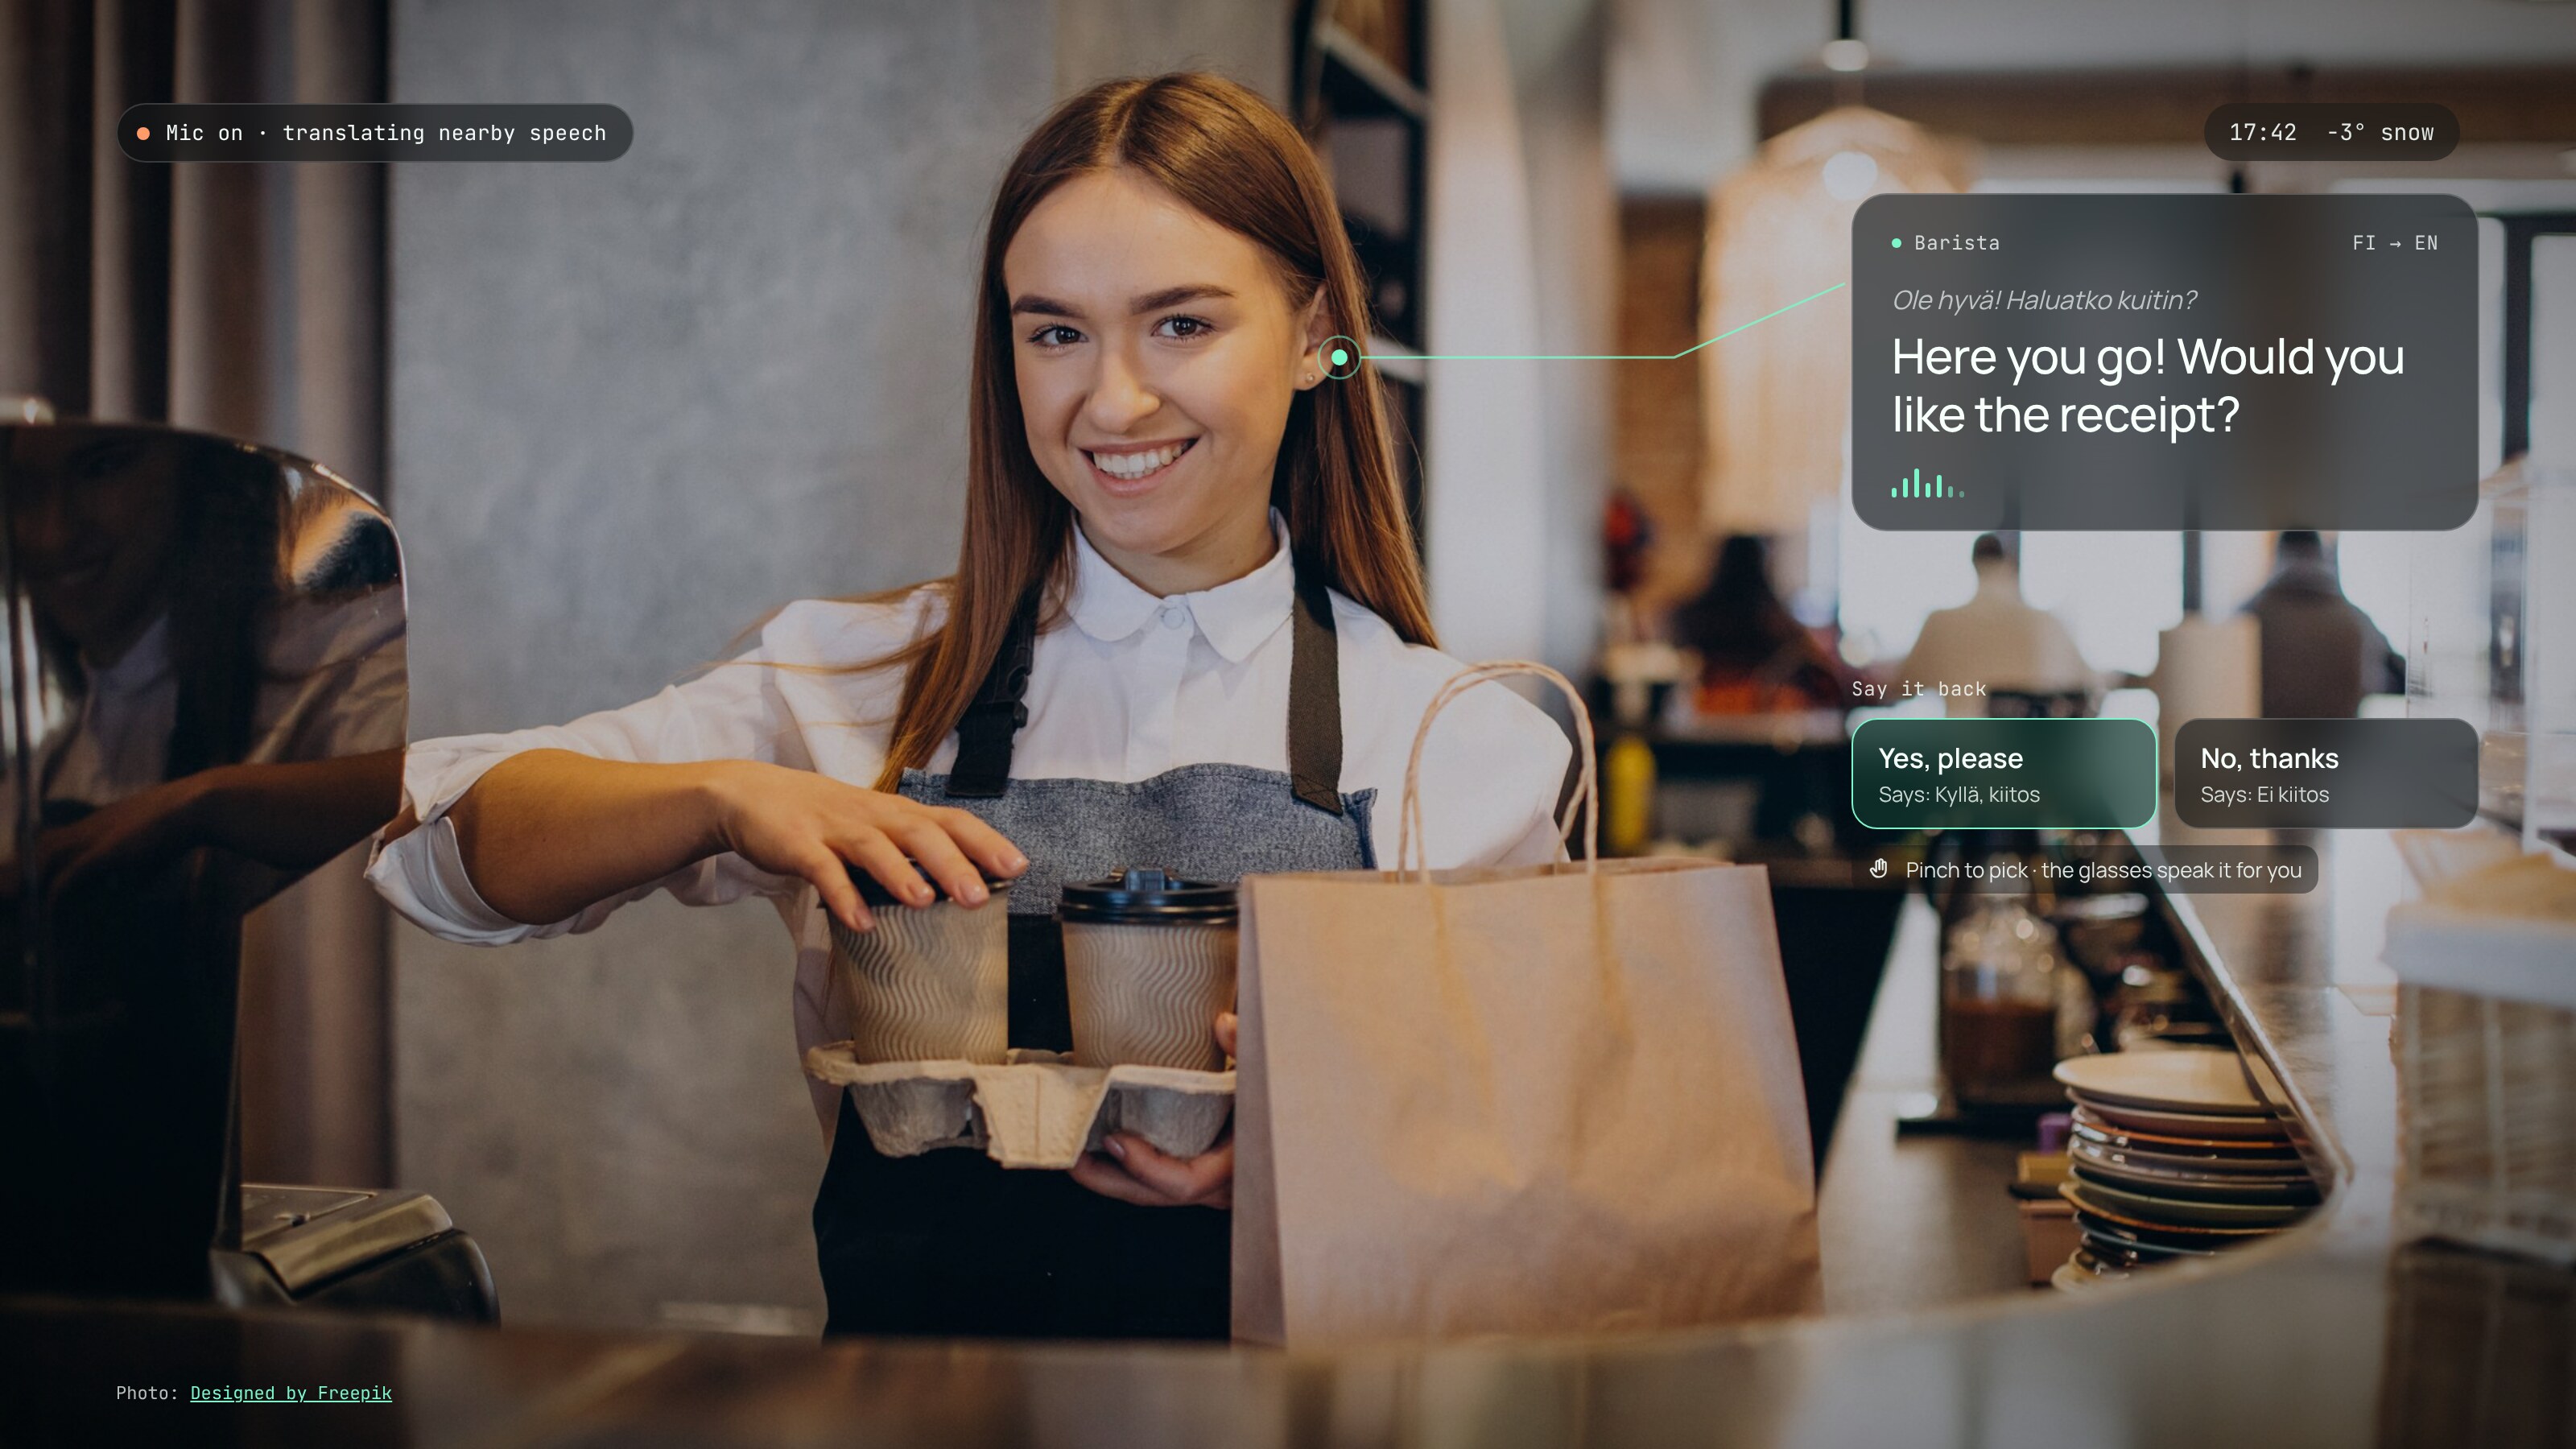 Mic on · translating nearby speech
17:42 -3° snow
Barista
FI → EN
Ole hyvä! Haluatko kuitin?
Here you go! Would you
like the receipt?
Say it back
Yes, please
Says: Kyllä, kiitos
No, thanks
Says: Ei kiitos
Pinch to pick · the glasses speak it for you
Photo: Designed by Freepik